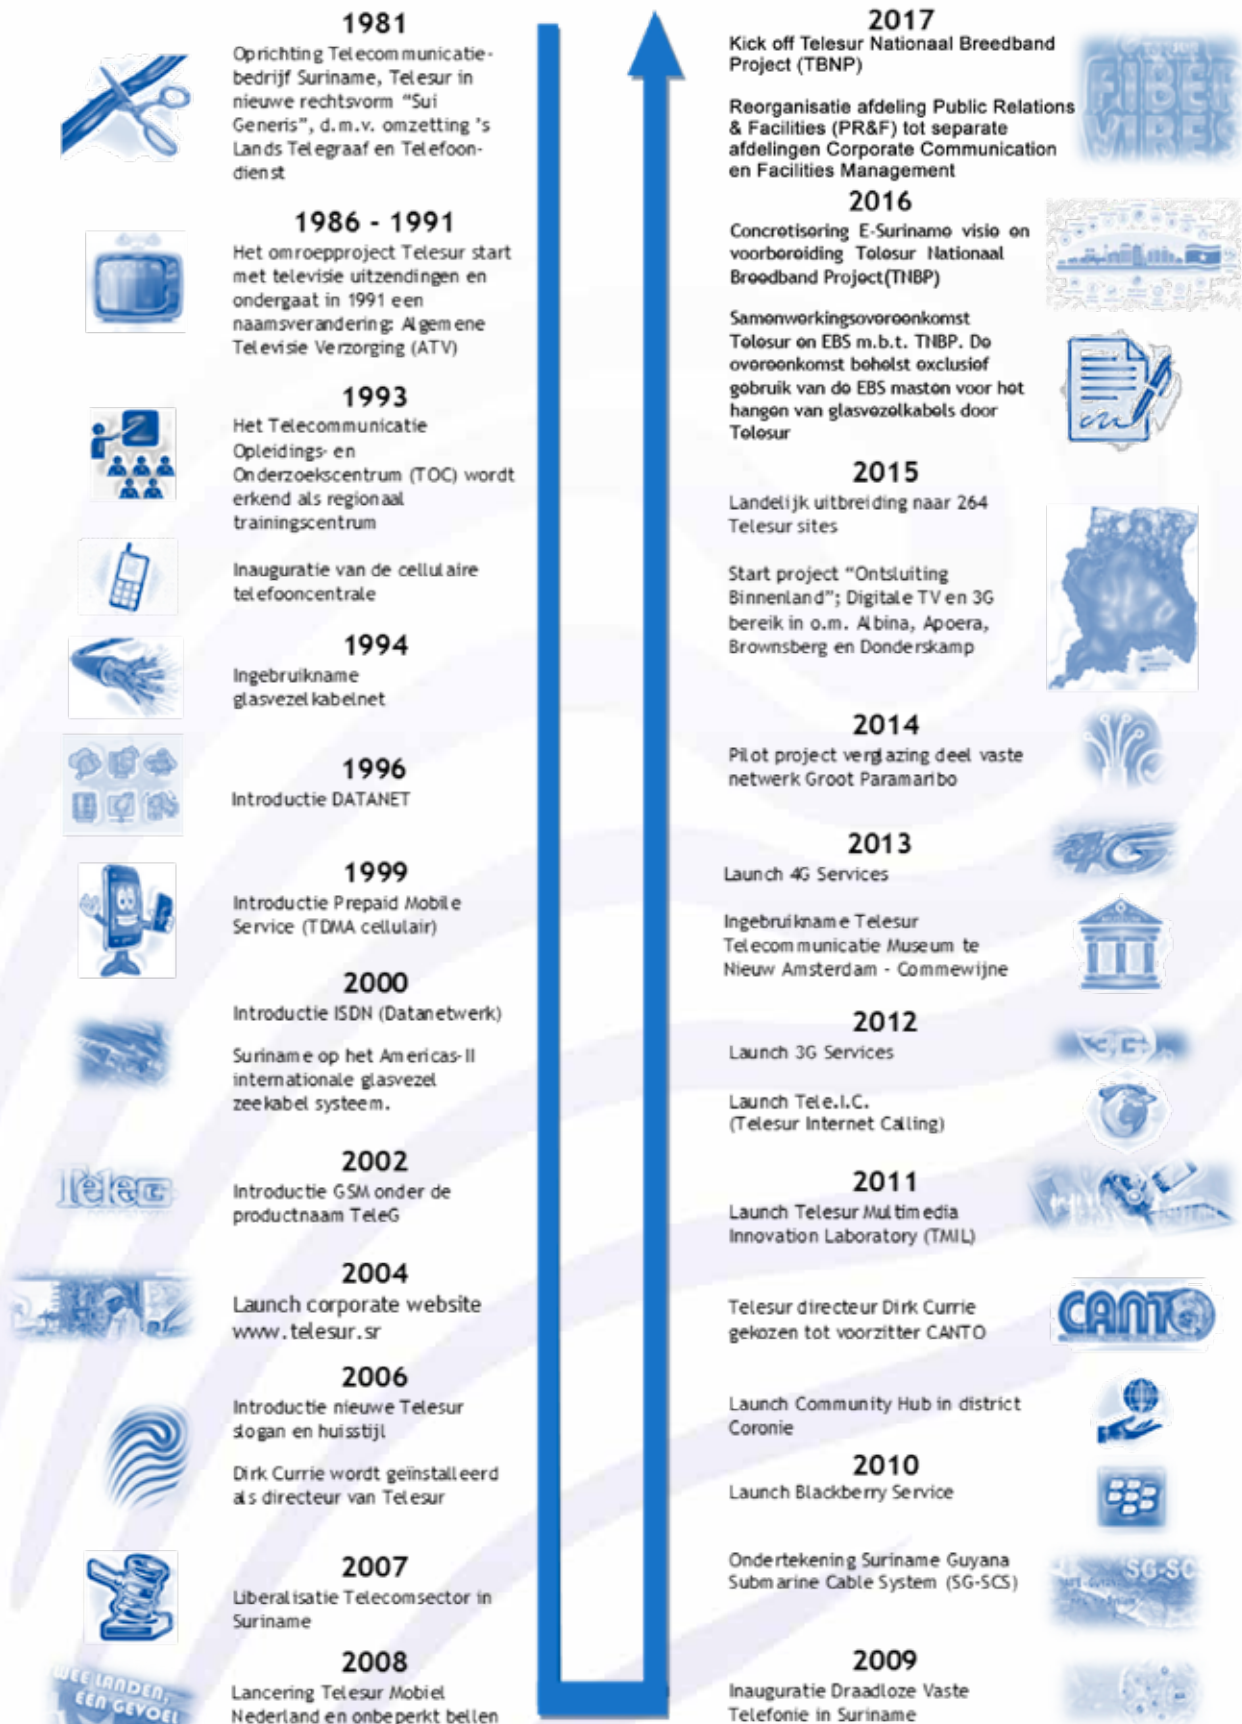 1981
Oprichting Telecommunicatie-
bedrijf Suriname, Telesur in
nieuwe rechtsvorm “Sui
Generis”, d.m.v. omzetting 's
Lands Telegraaf en Telefoon-
dienst
1986 - 1991
Het omroepproject Telesur start
met televisie uitzendingen en
ondergaat in 1991 een
naamsverandering: Algemene
Televisie Verzorging (ATV)
1993
Het Telecommunicatie
Opleidings- en
Onderzoekscentrum (TOC) wordt
erkend als regionaal
trainingscentrum
Inauguratie van de cellulaire
telefooncentrale
1994
Ingebruikname
glasvezelkabelnet
1996
Introductie DATANET
1999
Introductie Prepaid Mobile
Service (TDMA cellulair)
2000
Introductie ISDN (Datanetwerk)
Suriname op het Americas-II
internationale glasvezel
zeekabel systeem.
TeleG
2002
Introductie GSM onder de
productnaam TeleG
2004
Launch corporate website
www.telesur.sr
2006
Introductie nieuwe Telesur
slogan en huisstijl
Dirk Currie wordt geïnstalleerd
als directeur van Telesur
2007
Liberalisatie Telecomsector in
Suriname
WEE LANDEN,
EEN GEVOEL
2008
Lancering Telesur Mobiel
Nederland en onbeperkt bellen
2017
Kick off Telesur Nationaal Breedband
Project (TBNP)
Reorganisatie afdeling Public Relations
& Facilities (PR&F) tot separate
afdelingen Corporate Communication
en Facilities Management
FIBER
VIBES
2016
Concretisering E-Suriname visie en
voorbereiding Telesur Nationaal
Breedband Project(TNBP)
Samenwerkingsovereenkomst
Telesur en EBS m.b.t. TNBP. De
overeenkomst behelst exclusief
gebruik van de EBS masten voor het
hangen van glasvezelkabels door
Telesur
2015
Landelijk uitbreiding naar 264
Telesur sites
Start project “Ontsluiting
Binnenland”; Digitale TV en 3G
bereik in o.m. Albina, Apoera,
Brownsberg en Donderskamp
2014
Pilot project verglazing deel vaste
netwerk Groot Paramaribo
2013
Launch 4G Services
4G
Ingebruikname Telesur
Telecommunicatie Museum te
Nieuw Amsterdam - Commewijne
MUSEUM
2012
Launch 3G Services
3G
Launch Tele.I.C.
(Telesur Internet Calling)
2011
Launch Telesur Multimedia
Innovation Laboratory (TMIL)
Telesur directeur Dirk Currie
gekozen tot voorzitter CANTO
CANTO
Launch Community Hub in district
Coronie
2010
Launch Blackberry Service
Ondertekening Suriname Guyana
Submarine Cable System (SG-SCS)
SG-SC
2009
Inauguratie Draadloze Vaste
Telefonie in Suriname